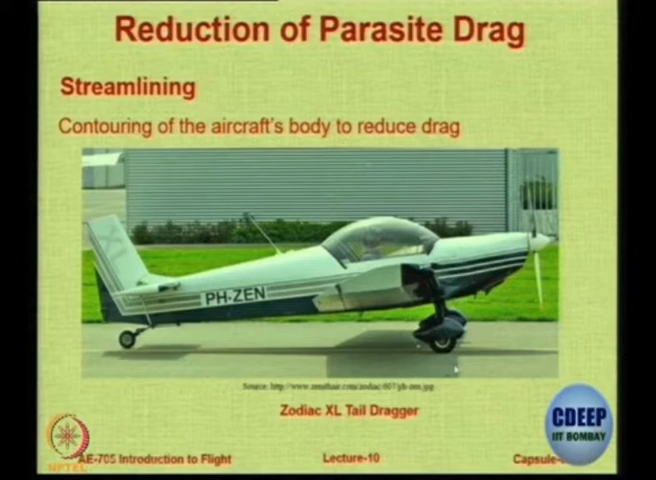 Reduction of Parasite Drag
Streamlining
Contouring of the aircraft's body to reduce drag
PH-ZEN
Zodiac XL Tail Dragger
CDEEP
IIT BOMBAY
NPTEL
AE-705 Introduction to Flight
Lecture-10